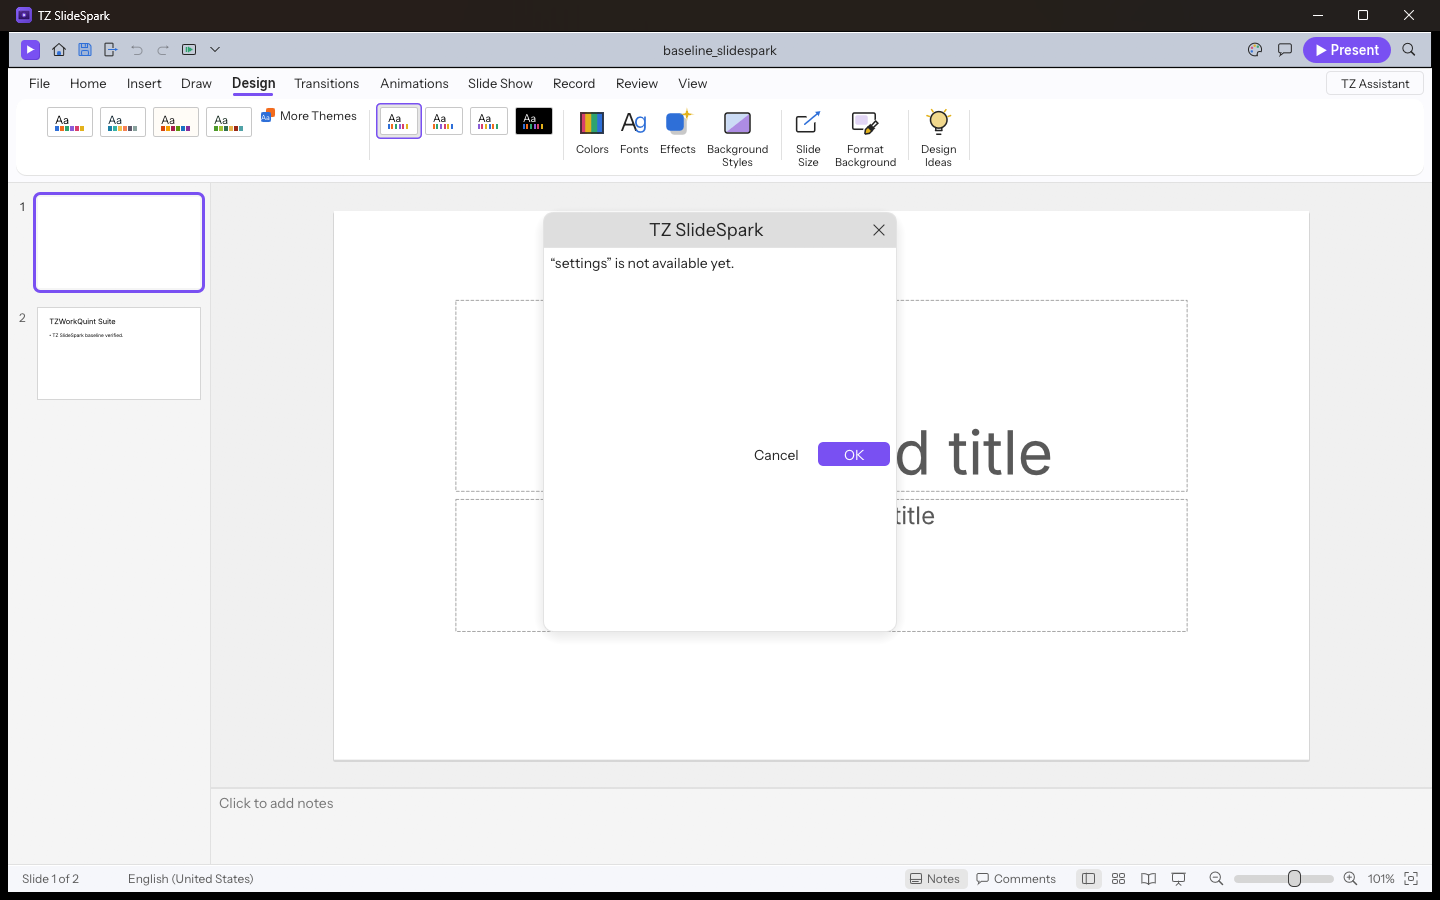 TZ SlideSpark
baseline_slidespark
Present
File Home Insert Draw Design Transitions Animations Slide Show Record Review View
TZ Assistant
Aa Aa Aa Aa Aa More Themes Aa Aa Aa Aa
Colors Fonts Effects Background Styles Slide Size Format Background Design Ideas
Ag
1
2
TZWorkQuint Suite
• TZ SlideSpark baseline verified.
TZ SlideSpark
“settings” is not available yet.
Cancel OK
d title
title
Click to add notes
Slide 1 of 2 English (United States) Notes Comments 101%